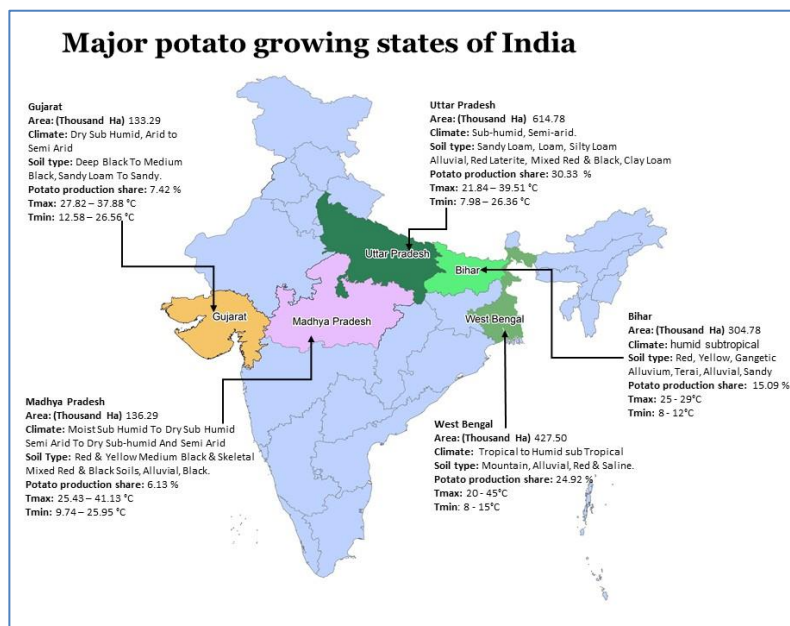 Major potato growing states of India
Gujarat
Area: (Thousand Ha) 133.29
Climate: Dry Sub Humid, Arid to
Semi Arid
Soil type: Deep Black To Medium
Black, Sandy Loam To Sandy.
Potato production share: 7.42 %
Tmax: 27.82 – 37.88 °C
Tmin: 12.58 – 26.56 °C
Uttar Pradesh
Area: (Thousand Ha) 614.78
Climate: Sub-humid, Semi-arid.
Soil type: Sandy Loam, Loam, Silty Loam
Alluvial, Red Laterite, Mixed Red & Black, Clay Loam
Potato production share: 30.33 %
Tmax: 21.84 – 39.51 °C
Tmin: 7.98 – 26.36 °C
Uttar Pradesh
Bihar
Gujarat
Madhya Pradesh
West Bengal
Bihar
Area: (Thousand Ha) 304.78
Climate: humid subtropical
Soil type: Red, Yellow, Gangetic
Alluvium, Terai, Alluvial, Sandy
Potato production share: 15.09 %
Tmax: 25 - 29°C
Tmin: 8 - 12°C
Madhya Pradesh
Area: (Thousand Ha) 136.29
Climate: Moist Sub Humid To Dry Sub Humid
Semi Arid To Dry Sub-humid And Semi Arid
Soil Type: Red & Yellow Medium Black & Skeletal
Mixed Red & Black Soils, Alluvial, Black.
Potato production share: 6.13 %
Tmax: 25.43 – 41.13 °C
Tmin: 9.74 – 25.95 °C
West Bengal
Area: (Thousand Ha) 427.50
Climate: Tropical to Humid sub Tropical
Soil type: Mountain, Alluvial, Red & Saline.
Potato production share: 24.92 %
Tmax: 20 - 45°C
Tmin: 8 - 15°C